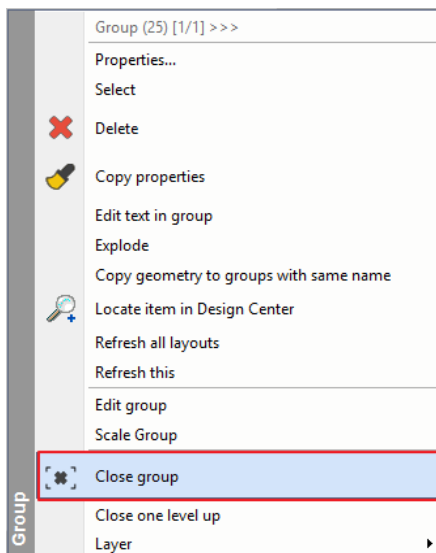 Group (25) [1/1] >>>
Properties...
Select
Delete
Copy properties
Edit text in group
Explode
Copy geometry to groups with same name
Locate item in Design Center
Refresh all layouts
Refresh this
Edit group
Scale Group
Close group
Close one level up
Layer
Group